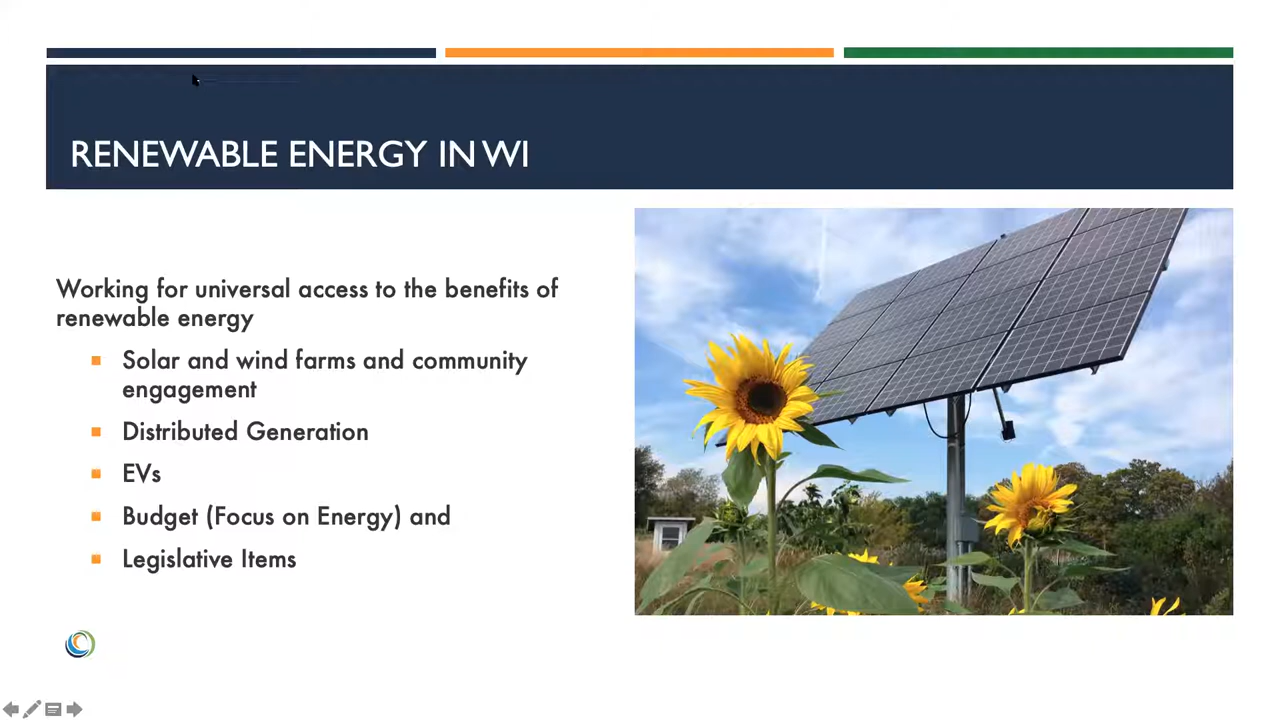 RENEWABLE ENERGY IN WI
Working for universal access to the benefits of
renewable energy
Solar and wind farms and community
engagement
Distributed Generation
EVs
Budget (Focus on Energy) and
Legislative Items